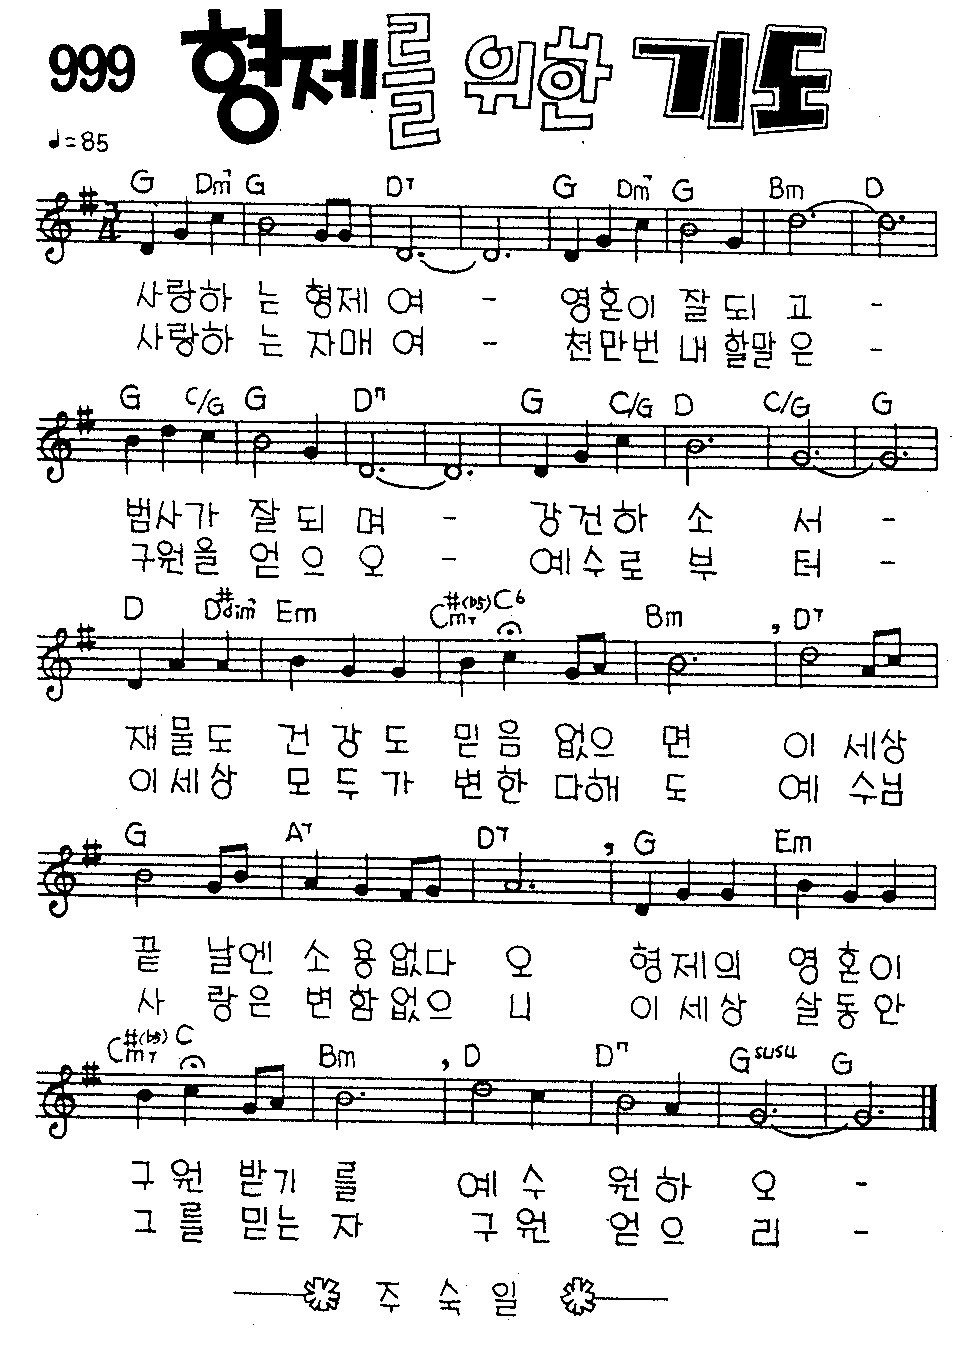 999 형제를 위한 기도
♩=85
G Dm7 G D7 G Dm7 G Bm D
사랑하 는 형제 여 - 영혼이 잘되 고 -
사랑하 는 자매 여 - 천만번 내 할말 은 -
G C/G G D7 G C/G D C/G G
범사가 잘되 며 - 강건하 소 서 -
구원을 얻으 오 - 예수로 부 터 -
D D#dim7 Em C#m7(b5) C6 Bm , D7
재물도 건강도 믿음 없으 면 이 세상
이세상 모두가 변한 다해 도 예 수님
G A7 D7 , G Em
끝 날엔 소용없다 오 형제의 영혼이
사 랑은 변함없으 니 이세상 살동안
C#m7(b5) C Bm , D D7 Gsus4 G
구원 받기 를 예수 원하 오 -
그를 믿는 자 구원 얻으 리 -
주 숙 일